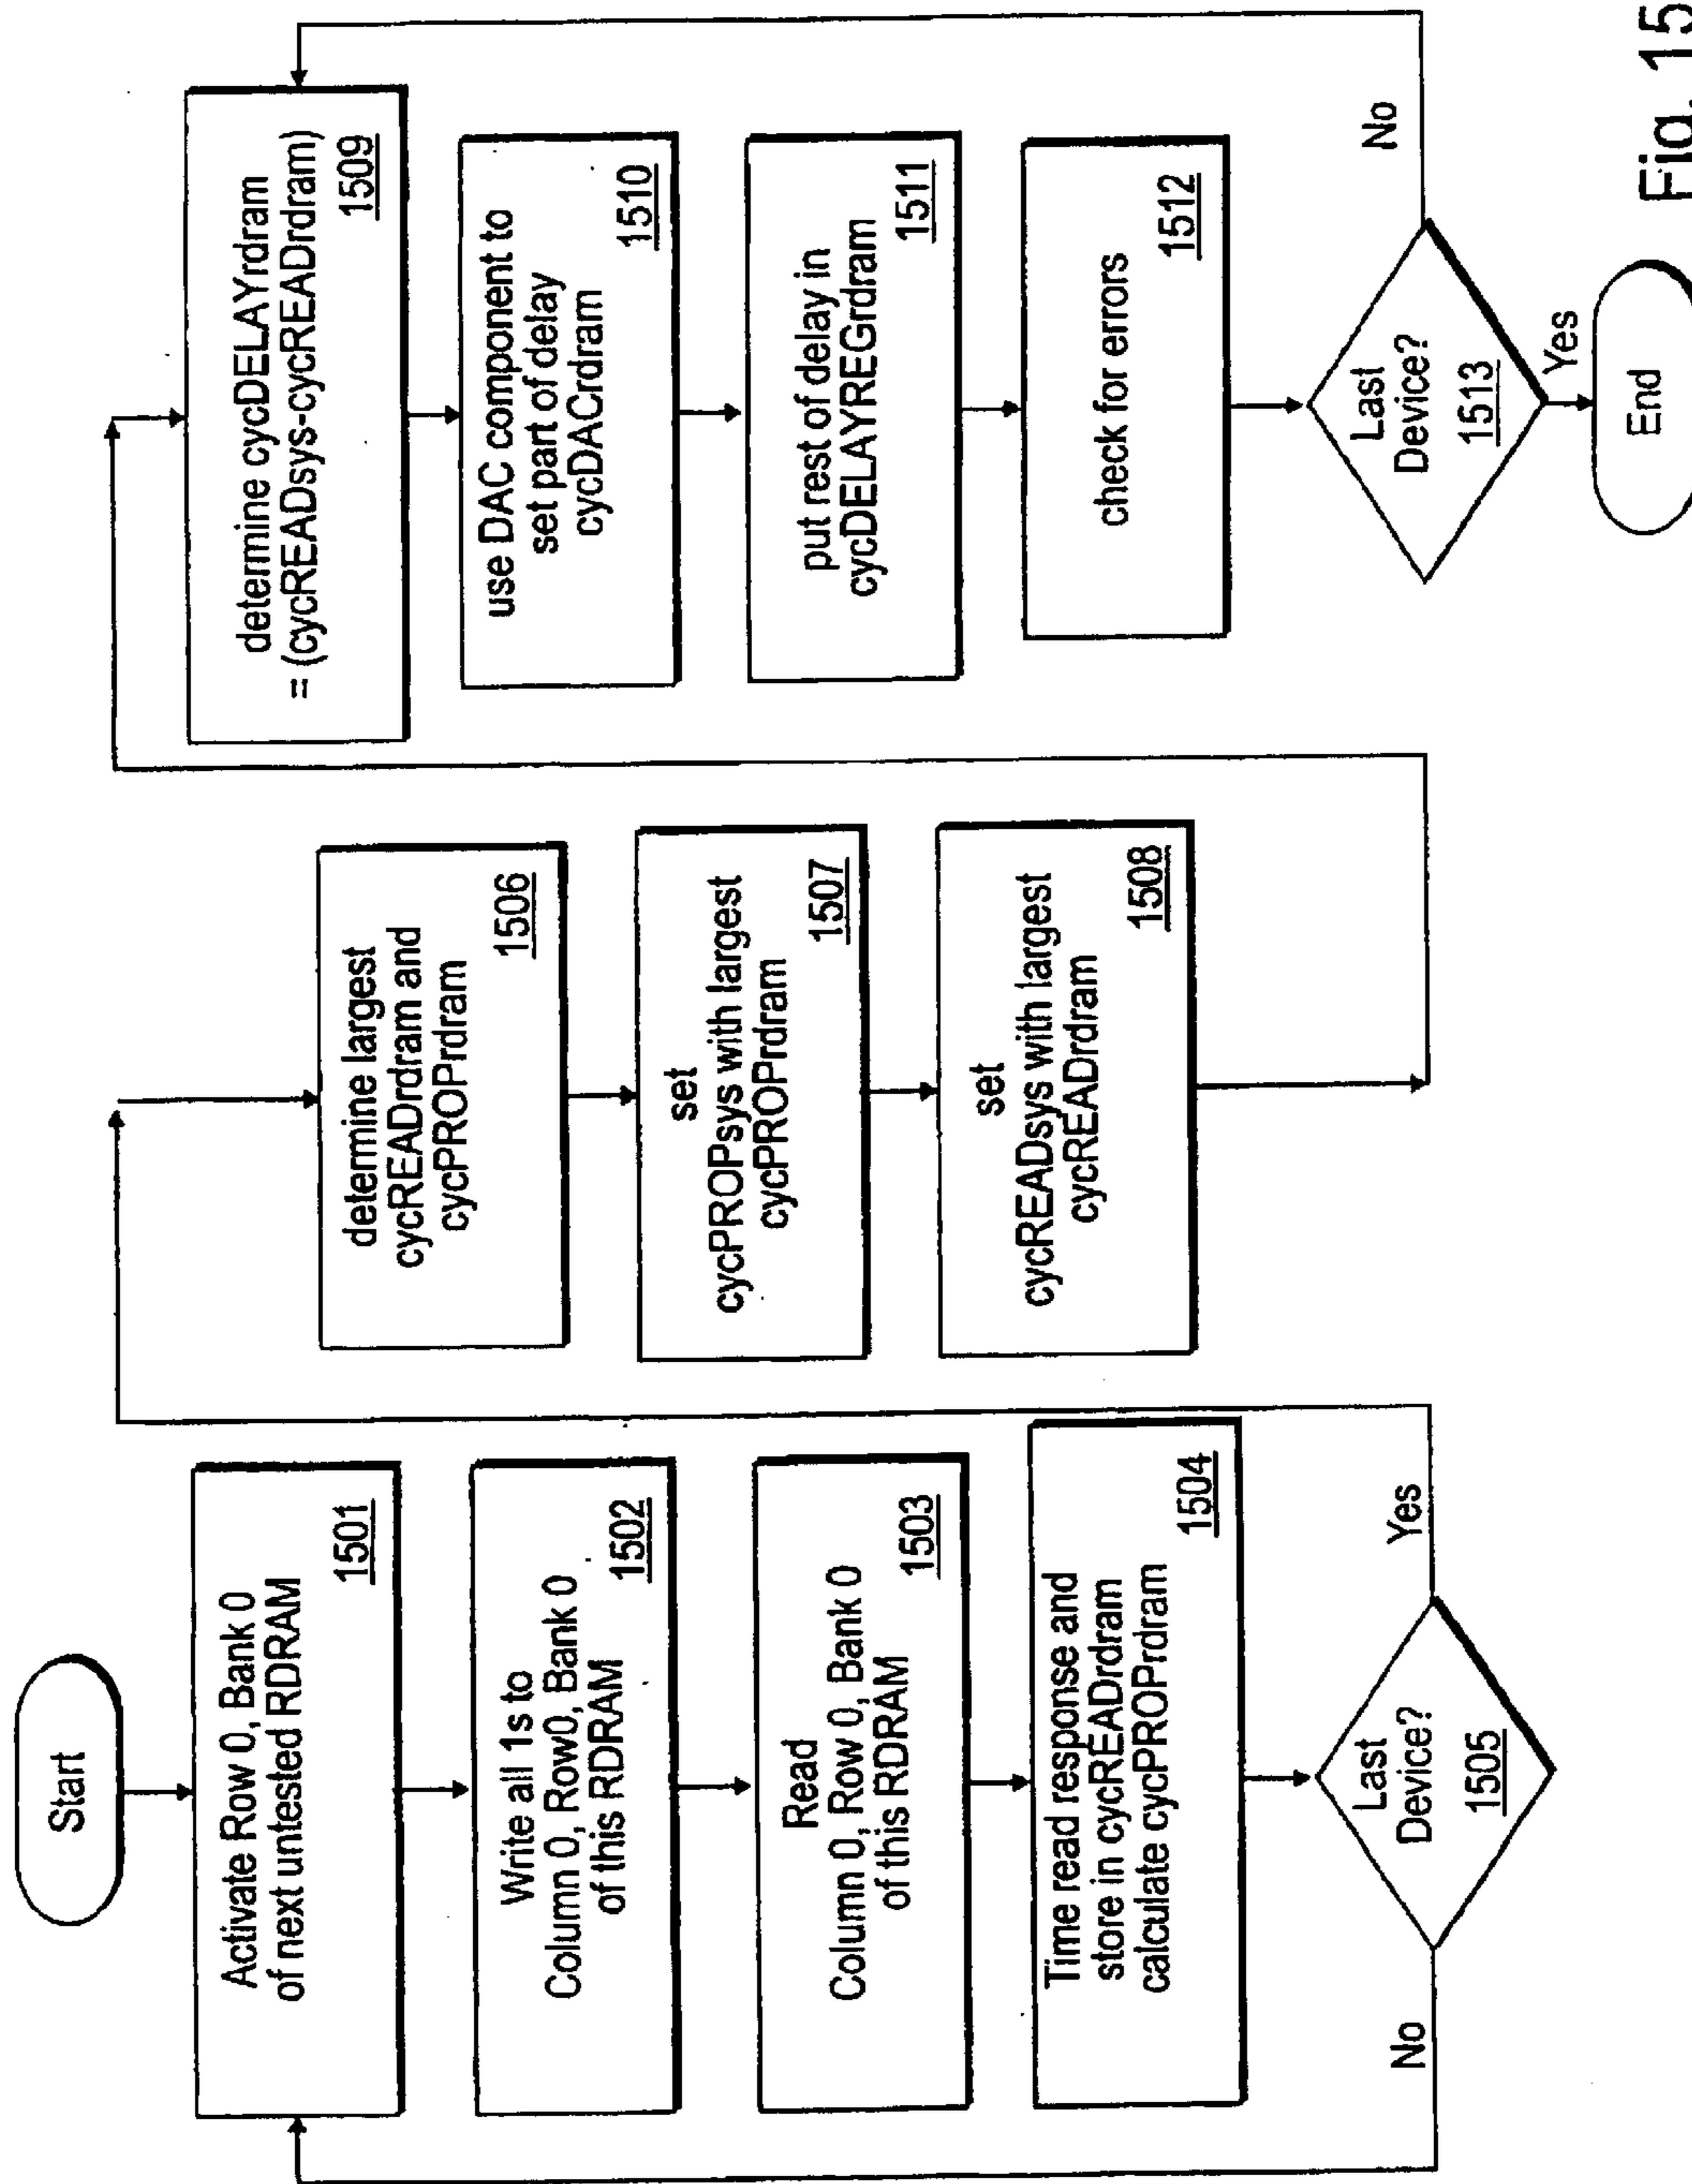 Start
Activate Row 0, Bank 0
of next untested RDRAM
1501
Write all 1s to
Column 0, Row0, Bank 0
of this RDRAM
1502
Read
Column 0, Row 0, Bank 0
of this RDRAM
1503
Time read response and
store in cycREADrdram
calculate cycPROPrdram
1504
Last
Device?
1505
No
Yes
determine largest
cycREADrdram and
cycPROPrdram
1506
set
cycPROPsys with largest
cycPROPrdram
1507
set
cycREADsys with largest
cycREADrdram
1508
determine cycDELAYrdram
= (cycREADsys-cycREADrdram)
1509
use DAC component to
set part of delay
cycDACrdram
1510
put rest of delay in
cycDELAYREGrdram
1511
check for errors
1512
Last
Device?
1513
No
Yes
End
Fig. 15